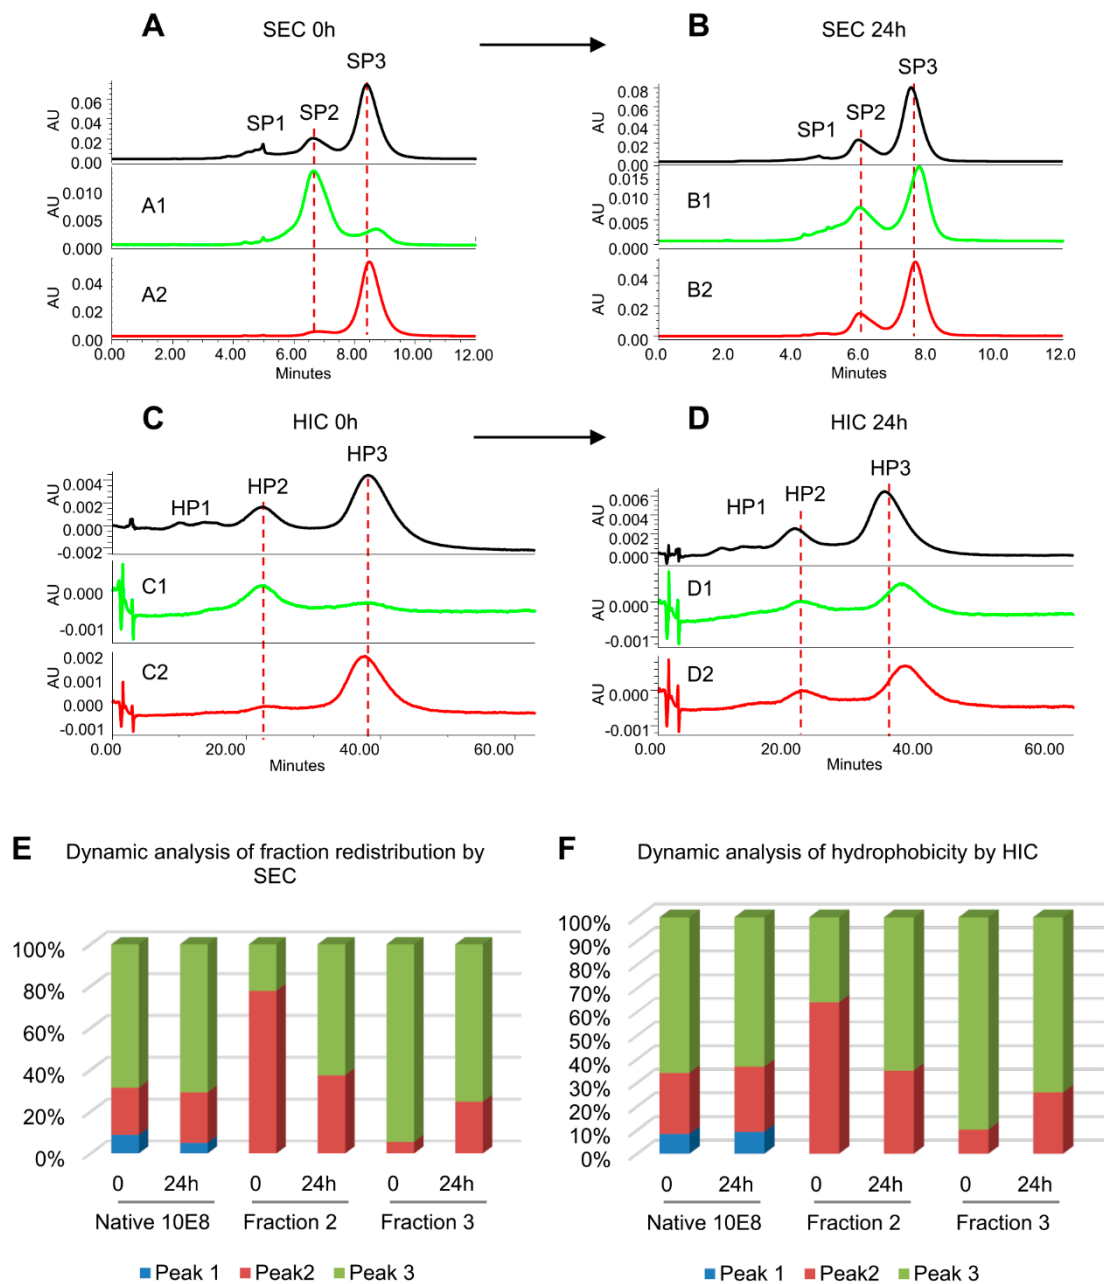 A
SEC 0h
SP1
SP2
SP3
AU
0.06
0.04
0.02
0.00
A1
AU
0.010
0.005
0.000
A2
AU
0.04
0.02
0.00
0.00 2.00 4.00 6.00 8.00 10.00 12.00
Minutes
B
SEC 24h
SP1
SP2
SP3
AU
0.08
0.06
0.04
0.02
0.00
B1
AU
0.015
0.010
0.005
0.000
B2
AU
0.04
0.02
0.00
0.0 2.0 4.0 6.0 8.0 10.0 12.0
Minutes
C
HIC 0h
HP1
HP2
HP3
AU
0.004
0.002
0.000
-0.002
C1
AU
0.000
-0.001
C2
AU
0.002
0.001
0.000
-0.001
0.00 20.00 40.00 60.00
Minutes
D
HIC 24h
HP1
HP2
HP3
AU
0.006
0.004
0.002
0.000
D1
AU
0.000
-0.001
D2
AU
0.000
-0.001
0.00 20.00 40.00 60.00
Minutes
E
Dynamic analysis of fraction redistribution by
SEC
100%
80%
60%
40%
20%
0%
0 24h 0 24h 0 24h
Native 10E8 Fraction 2 Fraction 3
Peak 1 Peak2 Peak 3
F
Dynamic analysis of hydrophobicity by HIC
100%
90%
80%
70%
60%
50%
40%
30%
20%
10%
0%
0 24h 0 24h 0 24h
Native 10E8 Fraction 2 Fraction 3
Peak 1 Peak2 Peak 3